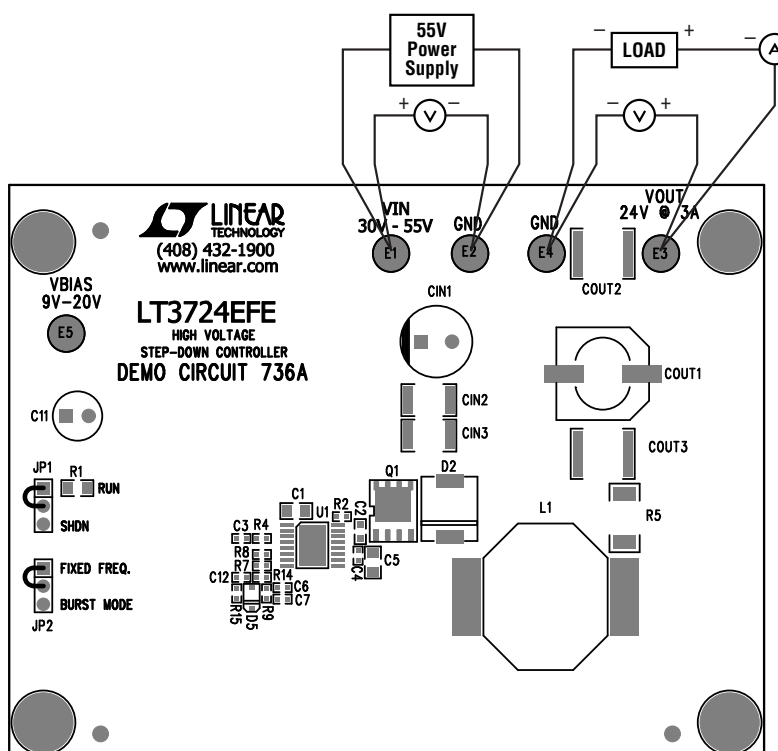 55V
Power
Supply
LOAD
- +
- A
+ V -
- V +
LINEAR
TECHNOLOGY
(408) 432-1900
www.linear.com
VIN
30V - 55V
GND
GND
VOUT
24V @ 3A
E1
E2
E4
E3
VBIAS
9V-20V
E5
LT3724EFE
HIGH VOLTAGE
STEP-DOWN CONTROLLER
DEMO CIRCUIT 736A
CIN1
COUT2
COUT1
CIN2
CIN3
COUT3
C11
JP1
R1
RUN
SHDN
Q1
D2
L1
R5
C1
U1
R2
C2
C3
R4
C5
C4
R8
R7
C12
R14
C6
C7
R15
D5
R9
FIXED FREQ.
BURST MODE
JP2